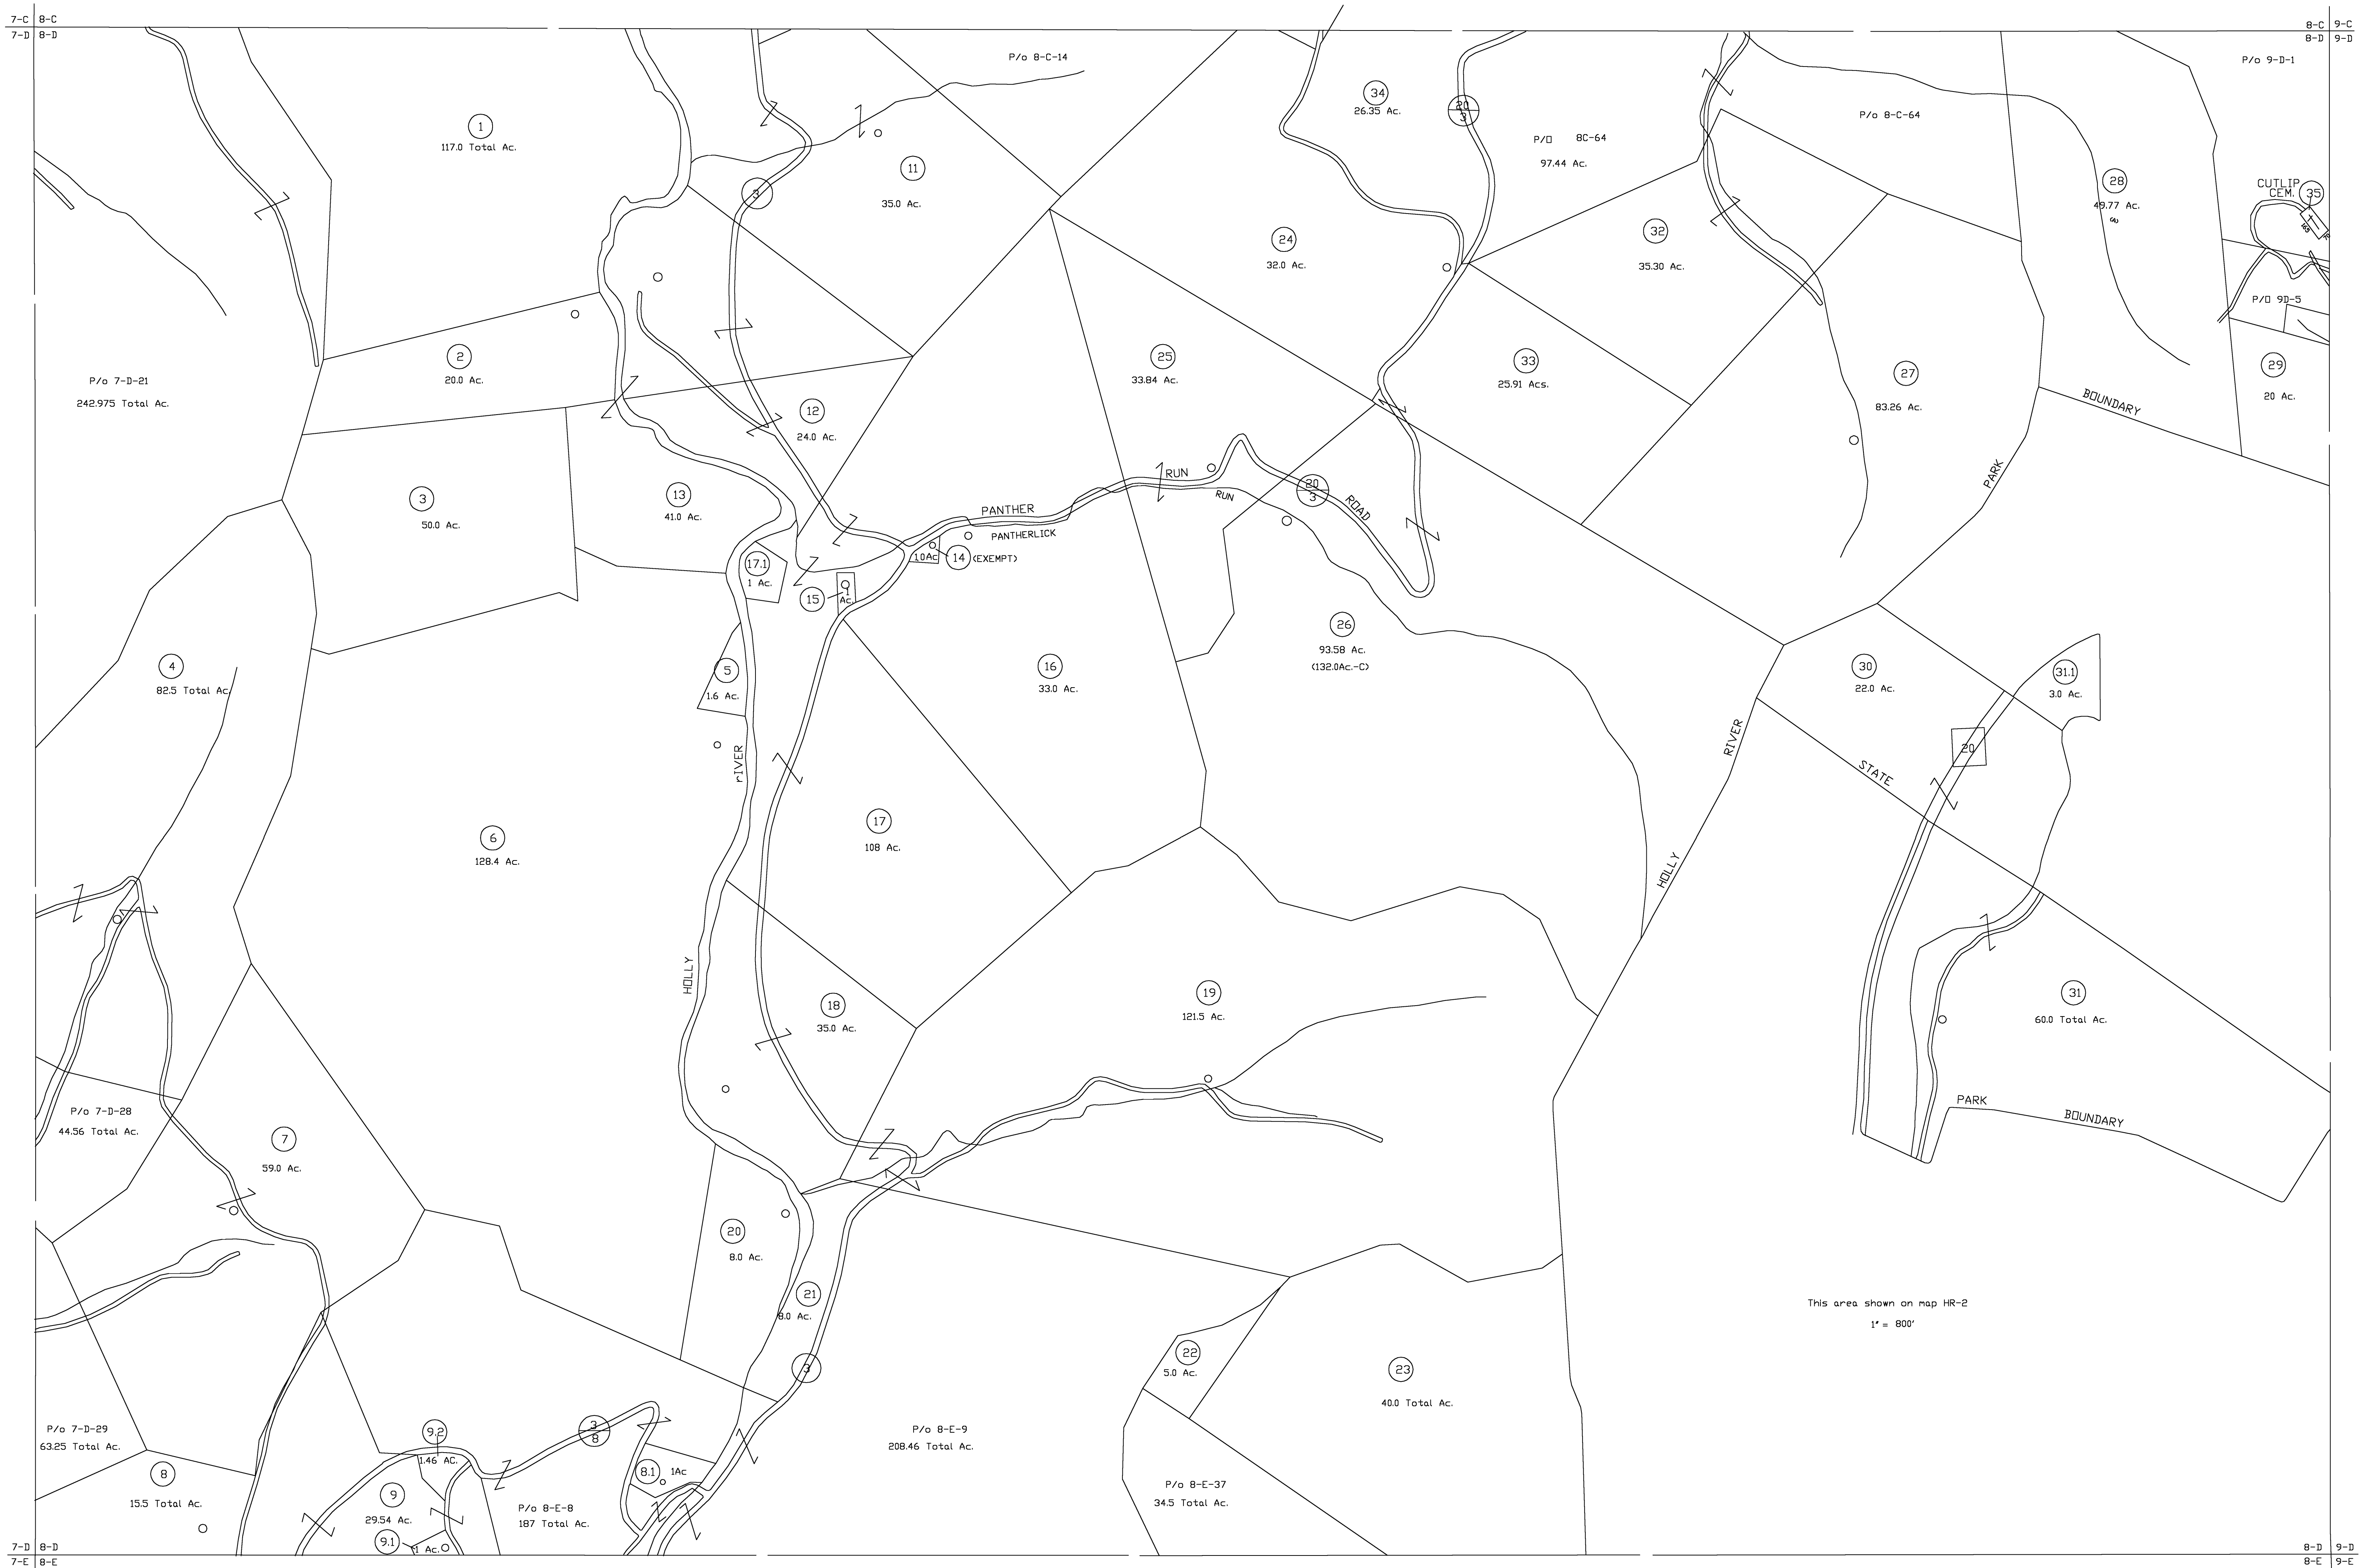 7-C 8-C
7-D 8-D
8-C 9-C
8-D 9-D
P/o 8-C-14
P/o 9-D-1
34
26.35 Ac.
20
3
P/O 8C-64
97.44 Ac.
P/o 8-C-64
1
117.0 Total Ac.
11
35.0 Ac.
3
28
49.77 Ac.
CUTLIP
CEM.
35
24
32.0 Ac.
32
35.30 Ac.
P/O 9D-5
2
20.0 Ac.
P/o 7-D-21
242.975 Total Ac.
25
33.84 Ac.
33
25.91 Acs.
27
83.26 Ac.
29
20 Ac.
BOUNDARY
12
24.0 Ac.
3
50.0 Ac.
13
41.0 Ac.
RUN
RUN
20
3
ROAD
PARK
PANTHER
PANTHERLICK
10Ac
14 (EXEMPT)
17.1
1 Ac.
15
1
Ac.
26
93.58 Ac.
(132.0Ac.-C)
4
82.5 Total Ac.
5
1.6 Ac.
16
33.0 Ac.
30
22.0 Ac.
31.1
3.0 Ac.
rIVER
RIVER
20
STATE
6
128.4 Ac.
17
108 Ac.
HOLLY
HOLLY
18
35.0 Ac.
19
121.5 Ac.
31
60.0 Total Ac.
P/o 7-D-28
44.56 Total Ac.
PARK
BOUNDARY
7
59.0 Ac.
20
8.0 Ac.
21
8.0 Ac.
This area shown on map HR-2
1" = 800'
3
22
5.0 Ac.
23
40.0 Total Ac.
P/o 7-D-29
63.25 Total Ac.
9.2
1.46 AC.
3
8
P/o 8-E-9
208.46 Total Ac.
8
15.5 Total Ac.
8.1 1Ac
9
29.54 Ac.
P/o 8-E-8
187 Total Ac.
P/o 8-E-37
34.5 Total Ac.
9.1
1 Ac.
7-D 8-D
7-E 8-E
8-D 9-D
8-E 9-E